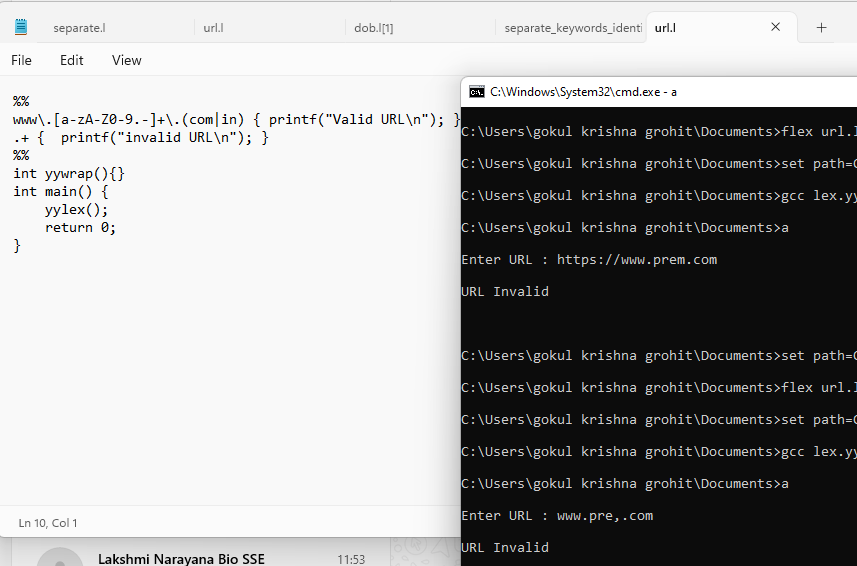 separate.l url.l dob.l[1] separate_keywords_identi url.l
File Edit View
%%
www\.[a-zA-Z0-9.-]+\.(com|in) { printf("Valid URL\n"); }
.+ {  printf("invalid URL\n"); }
%%
int yywrap(){}
int main() {
    yylex();
    return 0;
}
Ln 10, Col 1
Lakshmi Narayana Bio SSE 11:53
C:\Windows\System32\cmd.exe - a
C:\Users\gokul krishna grohit\Documents>flex url.l
C:\Users\gokul krishna grohit\Documents>set path=C
C:\Users\gokul krishna grohit\Documents>gcc lex.yy
C:\Users\gokul krishna grohit\Documents>a
Enter URL : https://www.prem.com
URL Invalid
C:\Users\gokul krishna grohit\Documents>set path=C
C:\Users\gokul krishna grohit\Documents>flex url.l
C:\Users\gokul krishna grohit\Documents>set path=C
C:\Users\gokul krishna grohit\Documents>gcc lex.yy
C:\Users\gokul krishna grohit\Documents>a
Enter URL : www.pre,.com
URL Invalid